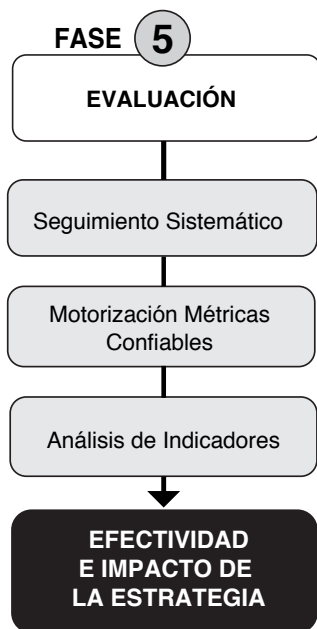 FASE 5
EVALUACIÓN
Seguimiento Sistemático
Motorización Métricas
Confiables
Análisis de Indicadores
EFECTIVIDAD
E IMPACTO DE
LA ESTRATEGIA